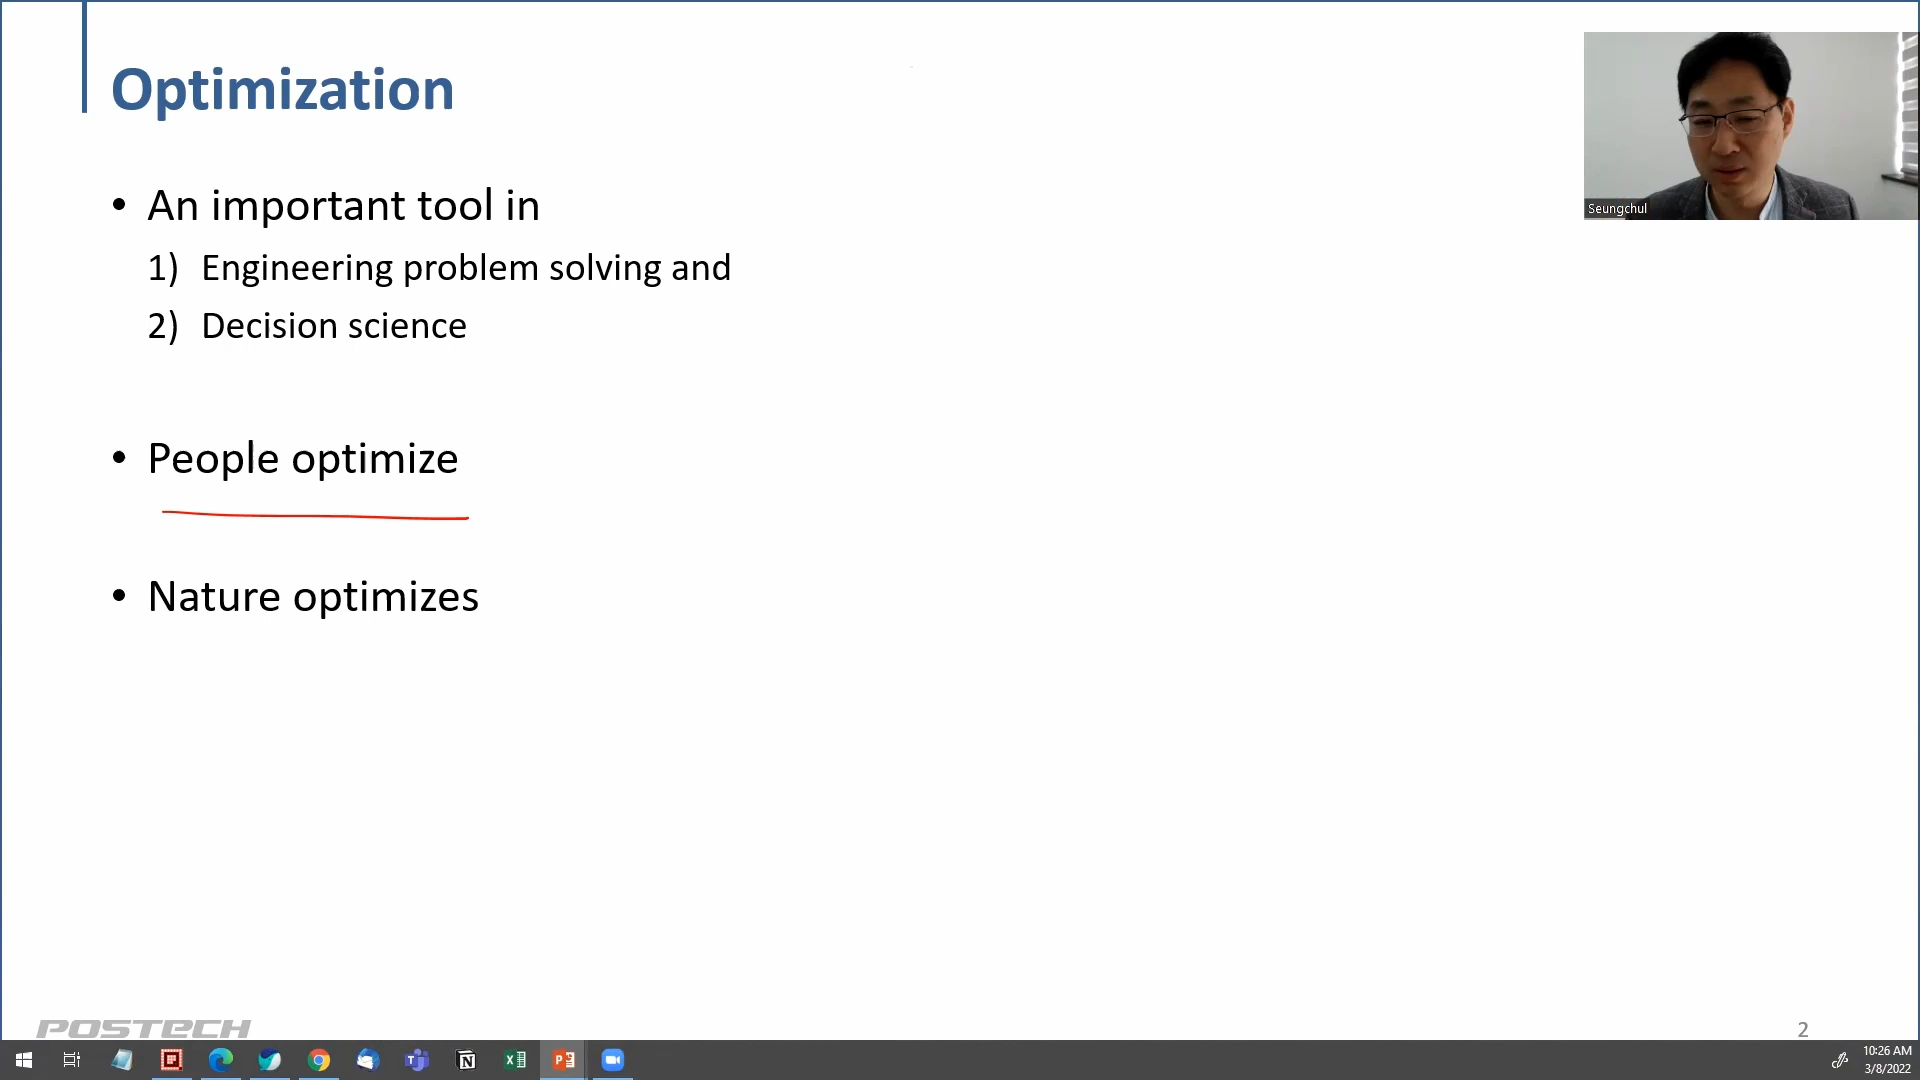 Optimization
• An important tool in
1) Engineering problem solving and
2) Decision science
• People optimize
• Nature optimizes
Seungchul
POSTECH
2
10:26 AM
3/8/2022